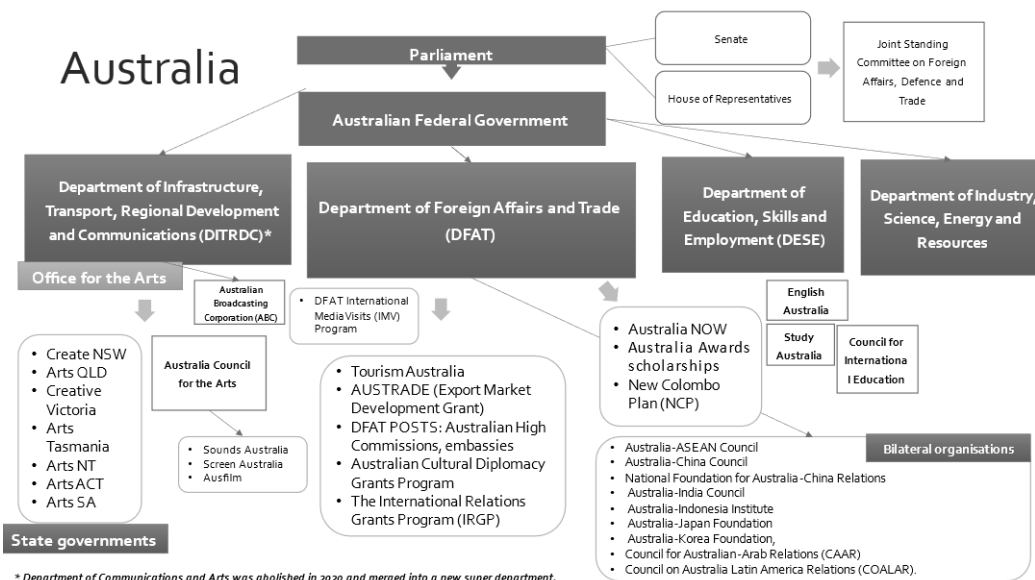 Australia
Parliament
Senate
House of Representatives
Joint Standing
Committee on Foreign
Affairs, Defence and
Trade
Australian Federal Government
Department of Infrastructure,
Transport, Regional Development
and Communications (DITRDC)*
Department of Foreign Affairs and Trade
(DFAT)
Department of
Education, Skills and
Employment (DESE)
Department of Industry,
Science, Energy and
Resources
Office for the Arts
Australian
Broadcasting
Corporation (ABC)
• DFAT International
Media Visits (IMV)
Program
English
Australia
Study
Australia
Council for
Internationa
l Education
• Australia NOW
• Australia Awards
scholarships
• New Colombo
Plan (NCP)
• Create NSW
• Arts QLD
• Creative
Victoria
• Arts
Tasmania
• Arts NT
• Arts ACT
• Arts SA
Australia Council
for the Arts
• Sounds Australia
• Screen Australia
• Ausfilm
• Tourism Australia
• AUSTRADE (Export Market
Development Grant)
• DFAT POSTS: Australian High
Commissions, embassies
• Australian Cultural Diplomacy
Grants Program
• The International Relations
Grants Program (IRGP)
Bilateral organisations
• Australia-ASEAN Council
• Australia-China Council
• National Foundation for Australia-China Relations
• Australia-India Council
• Australia-Indonesia Institute
• Australia-Japan Foundation
• Australia-Korea Foundation,
• Council for Australian-Arab Relations (CAAR)
• Council on Australia Latin America Relations (COALAR).
State governments
* Department of Communications and Arts was abolished in 2020 and merged into a new super department.